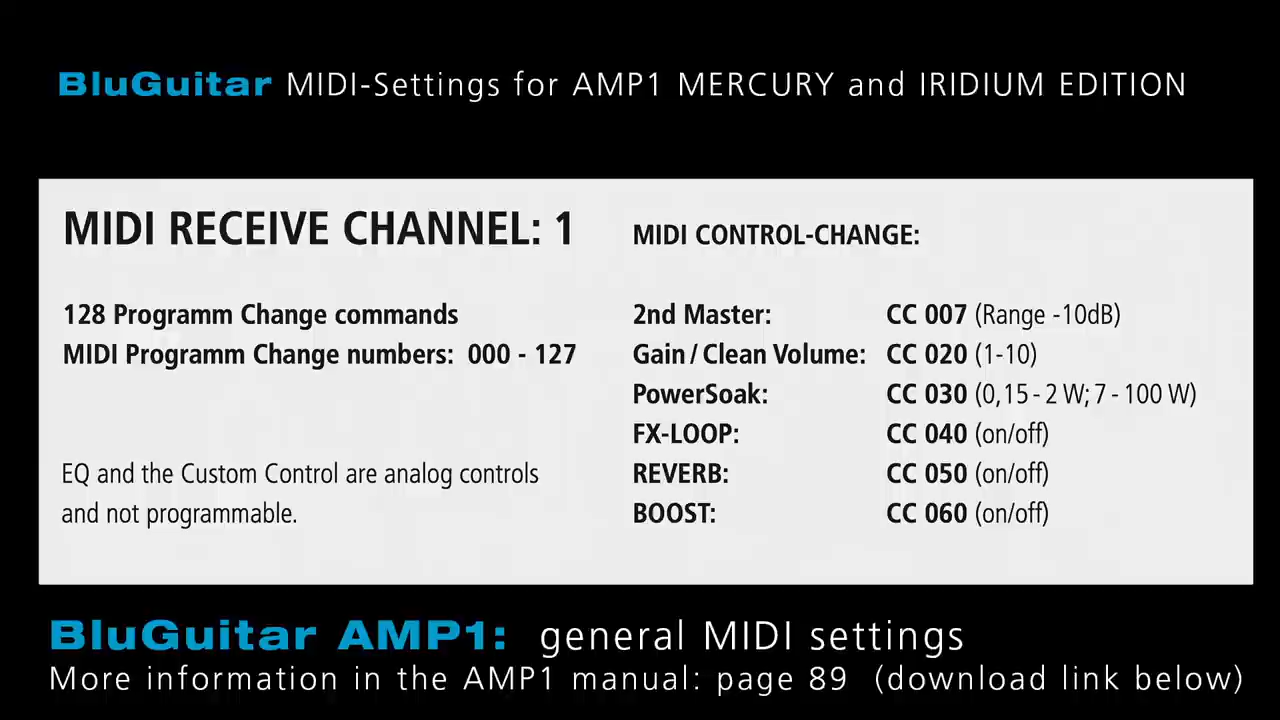 BluGuitar MIDI-Settings for AMP1 MERCURY and IRIDIUM EDITION
MIDI RECEIVE CHANNEL: 1
128 Programm Change commands
MIDI Programm Change numbers: 000 - 127
EQ and the Custom Control are analog controls
and not programmable.
MIDI CONTROL-CHANGE:
2nd Master: CC 007 (Range -10dB)
Gain / Clean Volume: CC 020 (1-10)
PowerSoak: CC 030 (0,15 - 2 W; 7 - 100 W)
FX-LOOP: CC 040 (on/off)
REVERB: CC 050 (on/off)
BOOST: CC 060 (on/off)
BluGuitar AMP1: general MIDI settings
More information in the AMP1 manual: page 89 (download link below)